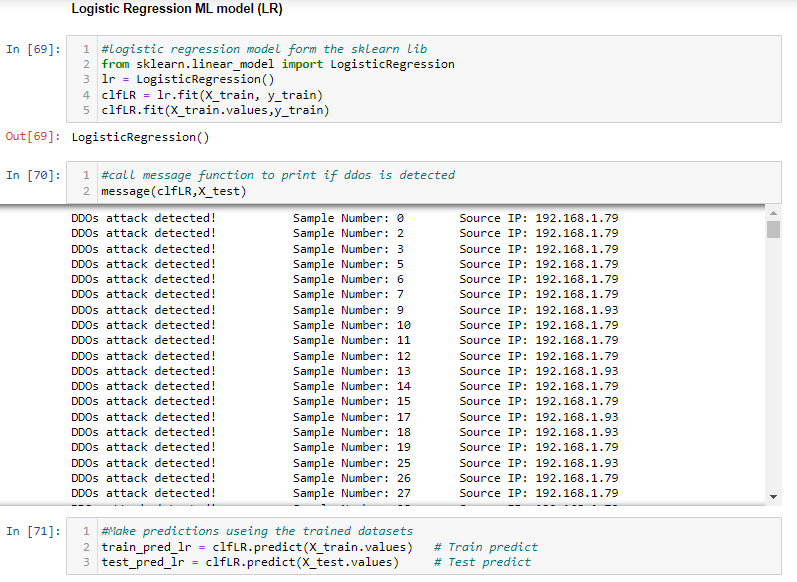 Logistic Regression ML model (LR)
In [69]:
1 #logistic regression model form the sklearn lib
2 from sklearn.linear_model import LogisticRegression
3 lr = LogisticRegression()
4 clfLR = lr.fit(X_train, y_train)
5 clfLR.fit(X_train.values,y_train)
Out[69]: LogisticRegression()
In [70]:
1 #call message function to print if ddos is detected
2 message(clfLR,X_test)
DDOs attack detected! Sample Number: 0 Source IP: 192.168.1.79
DDOs attack detected! Sample Number: 2 Source IP: 192.168.1.79
DDOs attack detected! Sample Number: 3 Source IP: 192.168.1.79
DDOs attack detected! Sample Number: 5 Source IP: 192.168.1.79
DDOs attack detected! Sample Number: 6 Source IP: 192.168.1.79
DDOs attack detected! Sample Number: 7 Source IP: 192.168.1.79
DDOs attack detected! Sample Number: 9 Source IP: 192.168.1.93
DDOs attack detected! Sample Number: 10 Source IP: 192.168.1.79
DDOs attack detected! Sample Number: 11 Source IP: 192.168.1.79
DDOs attack detected! Sample Number: 12 Source IP: 192.168.1.79
DDOs attack detected! Sample Number: 13 Source IP: 192.168.1.93
DDOs attack detected! Sample Number: 14 Source IP: 192.168.1.79
DDOs attack detected! Sample Number: 15 Source IP: 192.168.1.79
DDOs attack detected! Sample Number: 17 Source IP: 192.168.1.93
DDOs attack detected! Sample Number: 18 Source IP: 192.168.1.93
DDOs attack detected! Sample Number: 19 Source IP: 192.168.1.79
DDOs attack detected! Sample Number: 25 Source IP: 192.168.1.93
DDOs attack detected! Sample Number: 26 Source IP: 192.168.1.79
DDOs attack detected! Sample Number: 27 Source IP: 192.168.1.79
In [71]:
1 #Make predictions useing the trained datasets
2 train_pred_lr = clfLR.predict(X_train.values) # Train predict
3 test_pred_lr = clfLR.predict(X_test.values) # Test predict